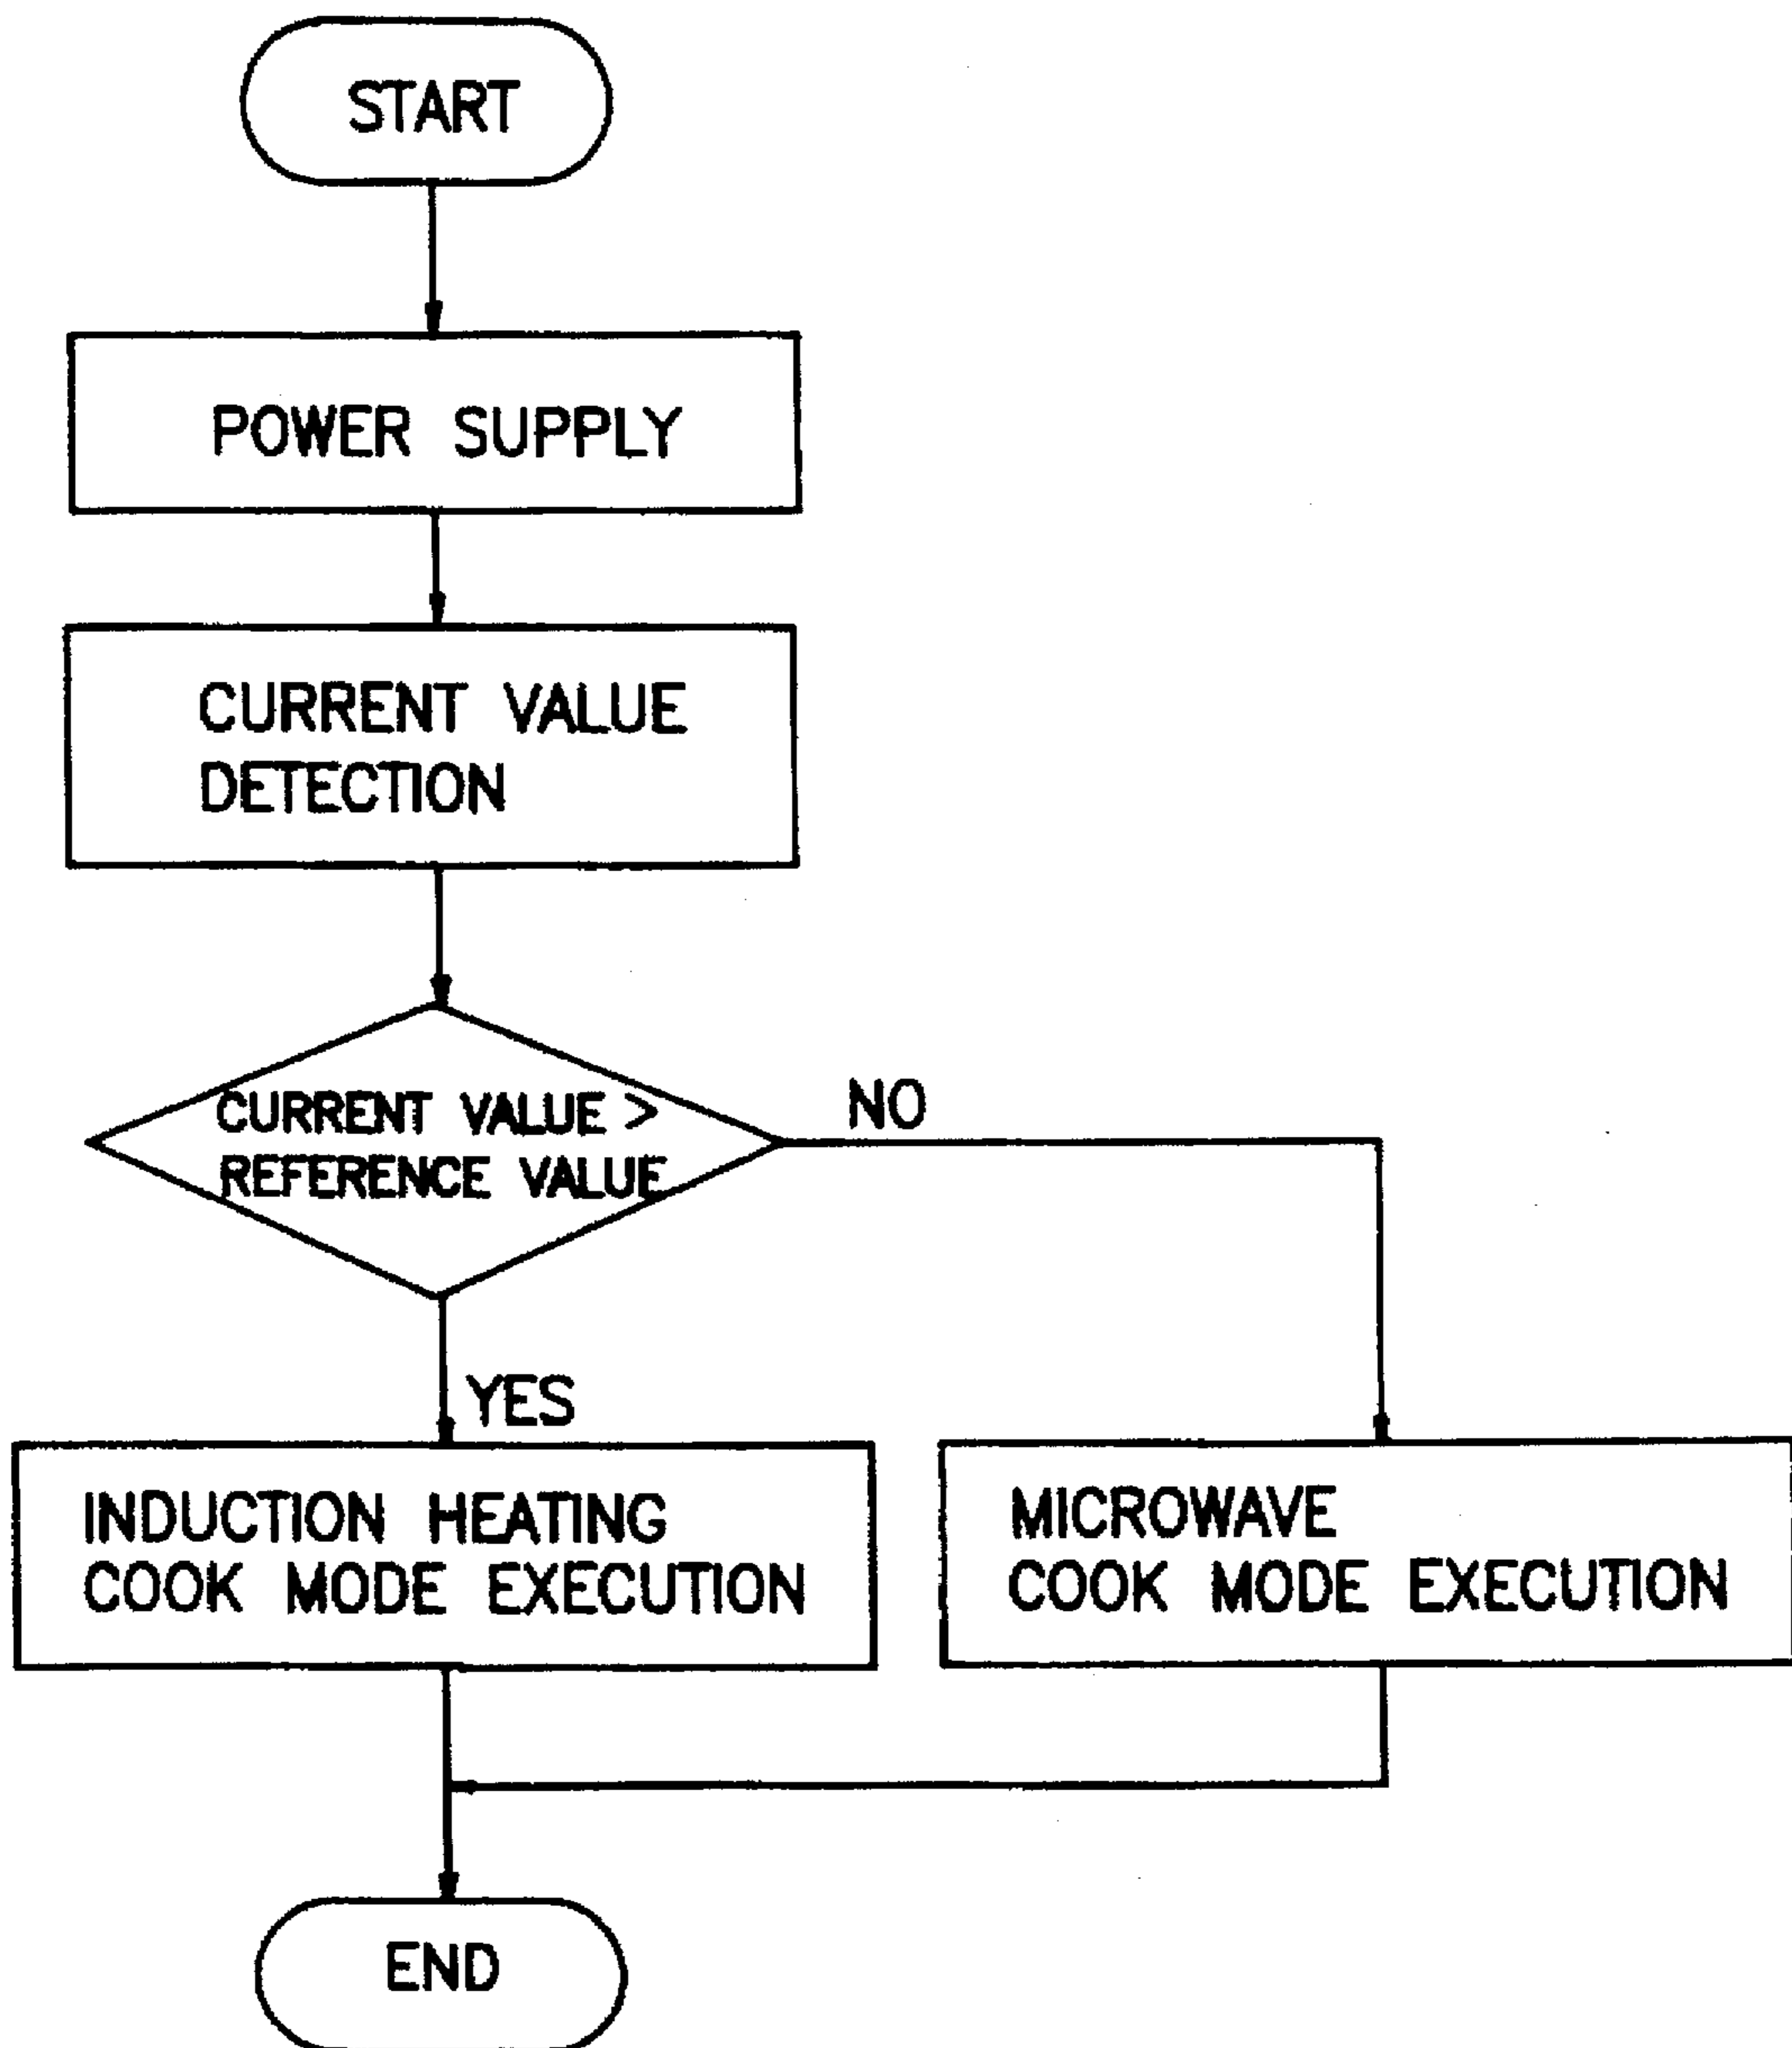 START
POWER SUPPLY
CURRENT VALUE
DETECTION
CURRENT VALUE >
REFERENCE VALUE
NO
YES
INDUCTION HEATING
COOK MODE EXECUTION
MICROWAVE
COOK MODE EXECUTION
END